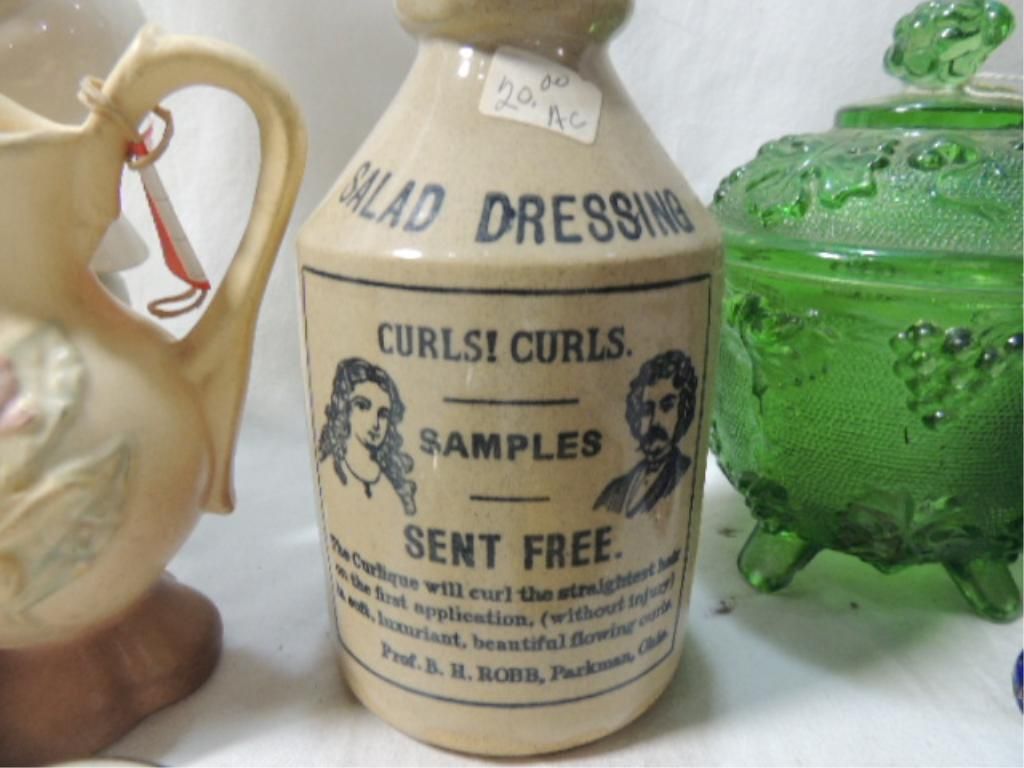 20.00
AC
SALAD DRESSING
CURLS! CURLS.
SAMPLES
SENT FREE.
The Curlique will curl the straightest hair
on the first application, (without injury)
in soft, luxuriant, beautiful flowing curls.
Prof. B. H. ROBB, Parkman, Ohio.